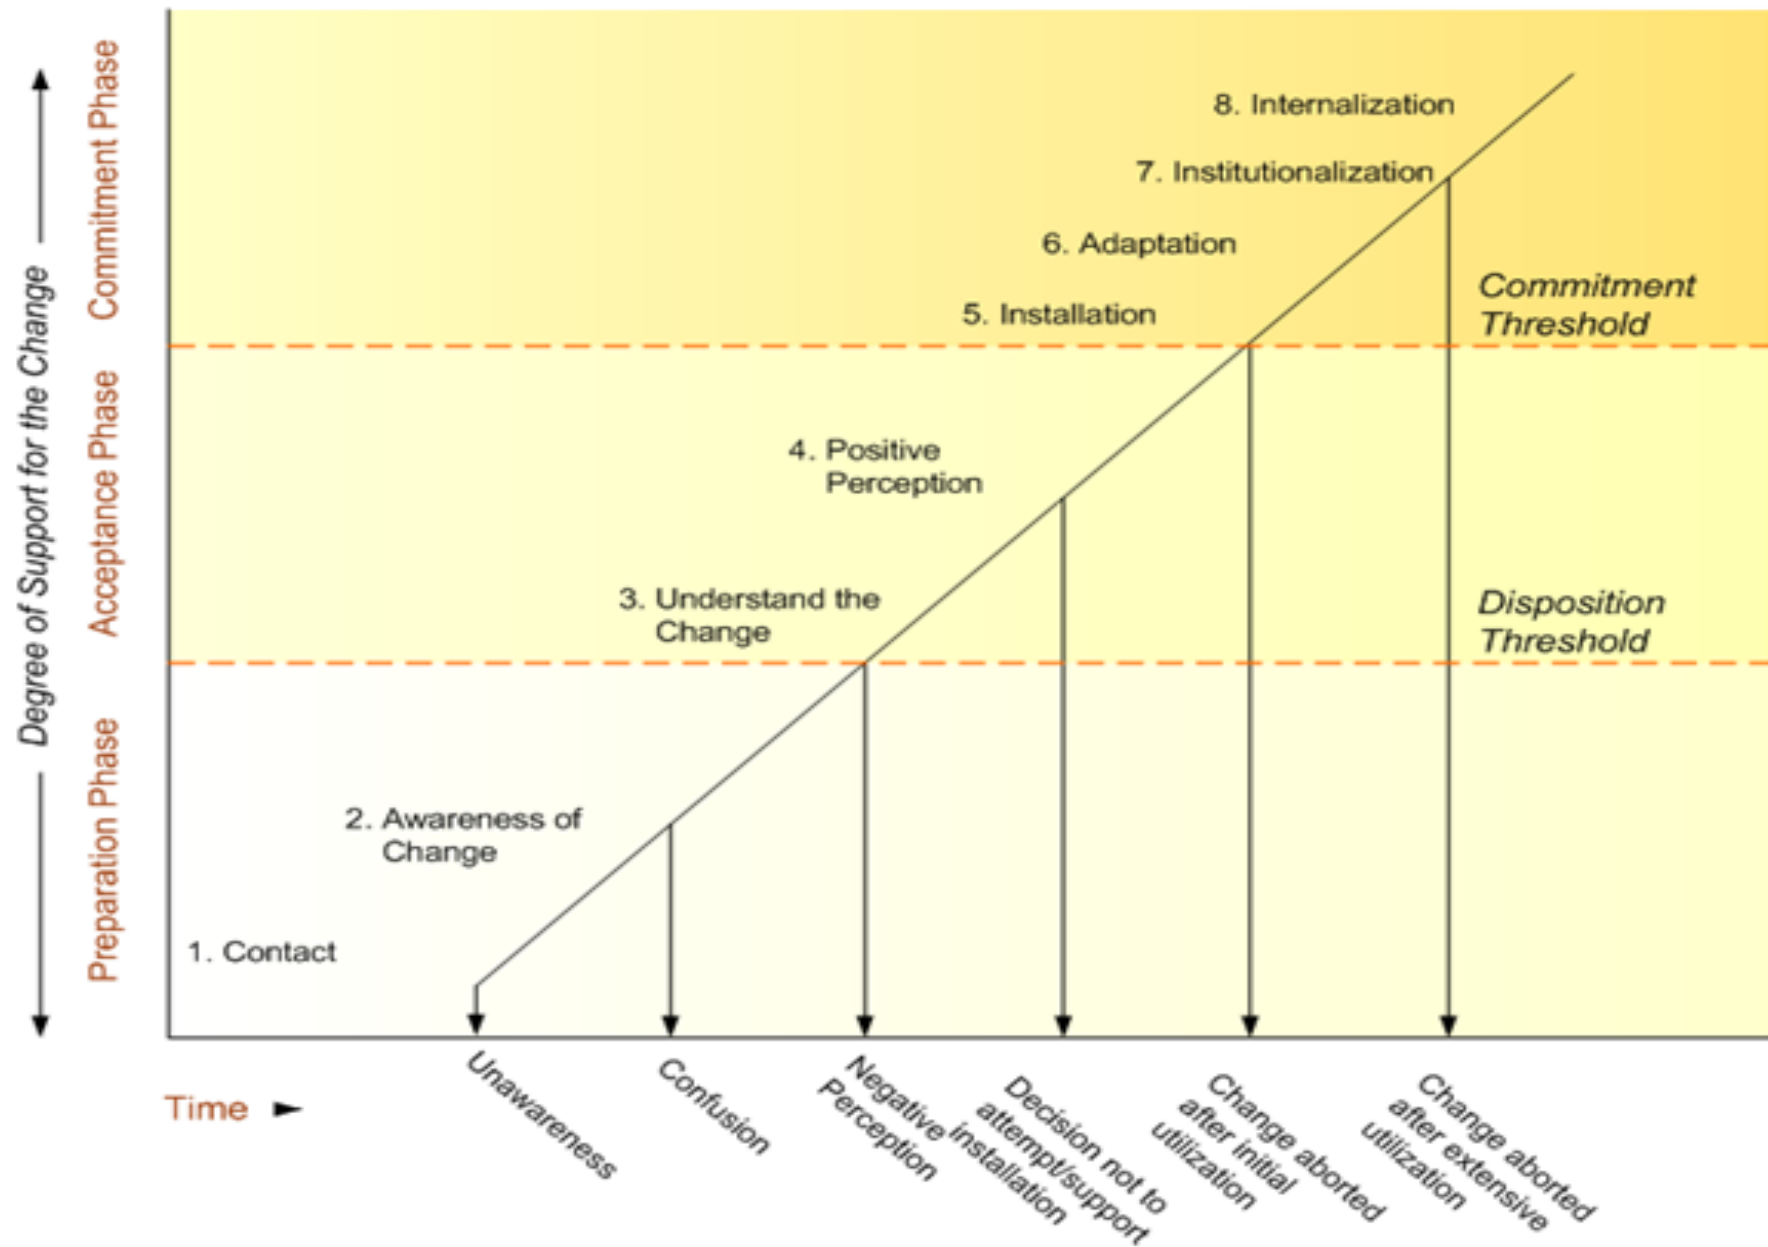 Degree of Support for the Change
Commitment Phase
Acceptance Phase
Preparation Phase
8. Internalization
7. Institutionalization
6. Adaptation
5. Installation
Commitment
Threshold
4. Positive
Perception
3. Understand the
Change
Disposition
Threshold
2. Awareness of
Change
1. Contact
Time
Unawareness
Confusion
Negative
Perception
Decision not to
attempt/support
installation
Change aborted
after initial
utilization
Change aborted
after extensive
utilization